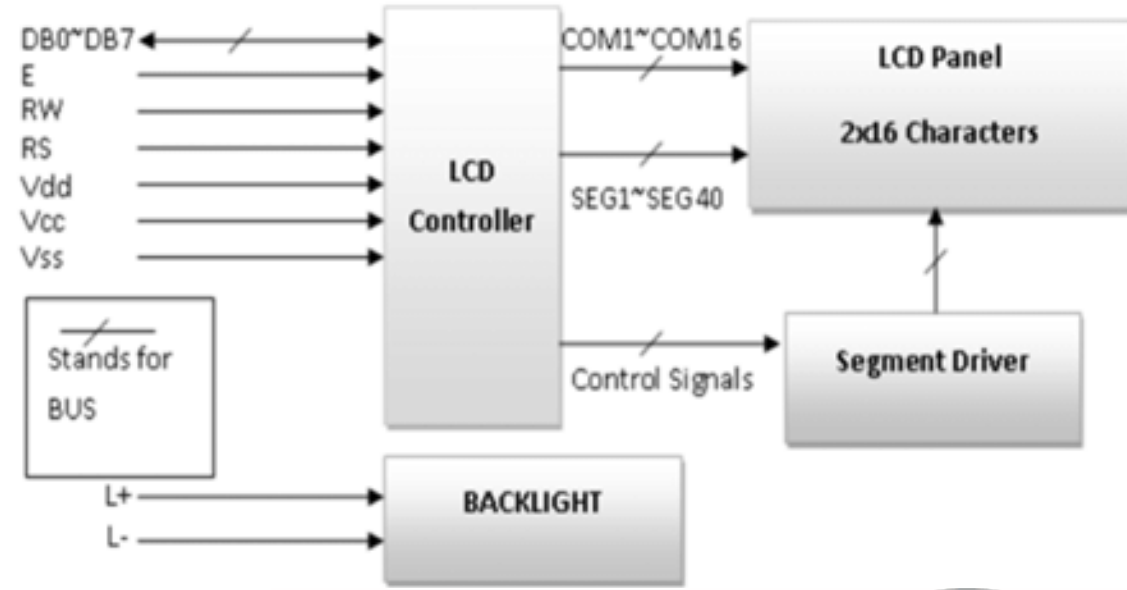 DB0~DB7
E
RW
RS
Vdd
Vcc
Vss
Stands for
BUS
L+
L-
LCD
Controller
BACKLIGHT
COM1~COM16
SEG1~SEG40
Control Signals
LCD Panel
2x16 Characters
Segment Driver